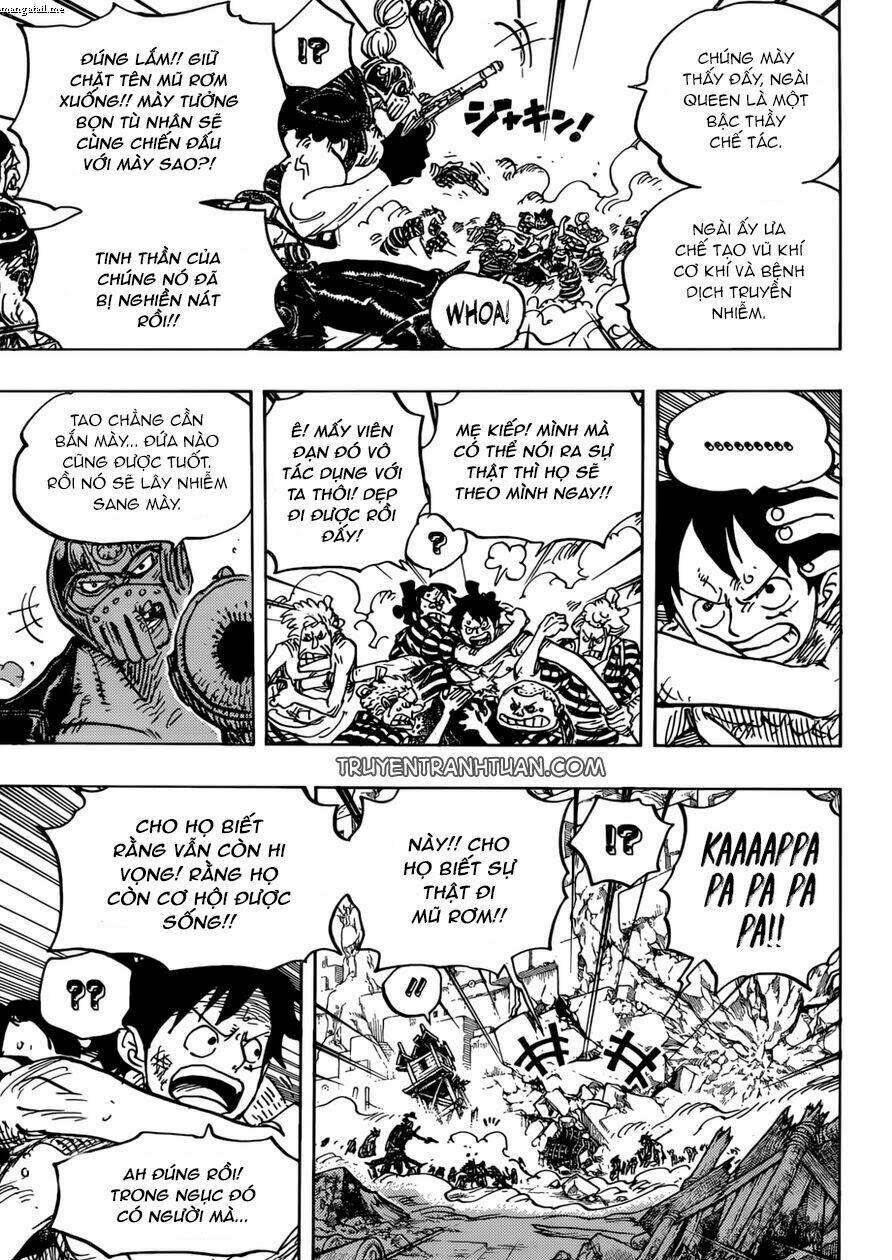 mangatail.me
CHÚNG MÀY
THẤY ĐẤY, NGÀI
QUEEN LÀ MỘT
BẬC THẦY
CHẾ TÁC.
NGÀI ẤY ƯA
CHẾ TẠO VŨ KHÍ
CƠ KHÍ VÀ BỆNH
DỊCH TRUYỀN
NHIỄM.
ジャキン!
!?
WHOA!
ĐÚNG LẮM!! GIỮ
CHẶT TÊN MŨ RƠM
XUỐNG!! MÀY TƯỞNG
BỌN TÙ NHÂN SẼ
CÙNG CHIẾN ĐẤU
VỚI MÀY SAO?!
TINH THẦN CỦA
CHÚNG NÓ ĐÃ
BỊ NGHIỀN NÁT
RỒI!!
..........
MẸ KIẾP! MÌNH MÀ
CÓ THỂ NÓI RA SỰ
THẬT THÌ HỌ SẼ
THEO MÌNH NGAY!!
?
Ê! MẤY VIÊN
ĐẠN ĐÓ VÔ
TÁC DỤNG VỚI
TA THÔI! DẸP
ĐI ĐƯỢC RỒI
ĐẤY!
TAO CHẲNG CẦN
BẮN MÀY... ĐỨA NÀO
CŨNG ĐƯỢC TUỐT.
RỒI NÓ SẼ LÂY NHIỄM
SANG MÀY.
TRUYENTRANHTUAN.COM
KAAAAPPA
PA PA PA
PA!!
!?
NÀY!! CHO
HỌ BIẾT SỰ
THẬT ĐI
MŨ RƠM!!
!!
CHO HỌ BIẾT
RẰNG VẪN CÒN HI
VỌNG! RẰNG HỌ
CÒN CƠ HỘI ĐƯỢC
SỐNG!!
??
AH ĐÚNG RỒI!
TRONG NGỤC ĐÓ
CÓ NGƯỜI MÀ...